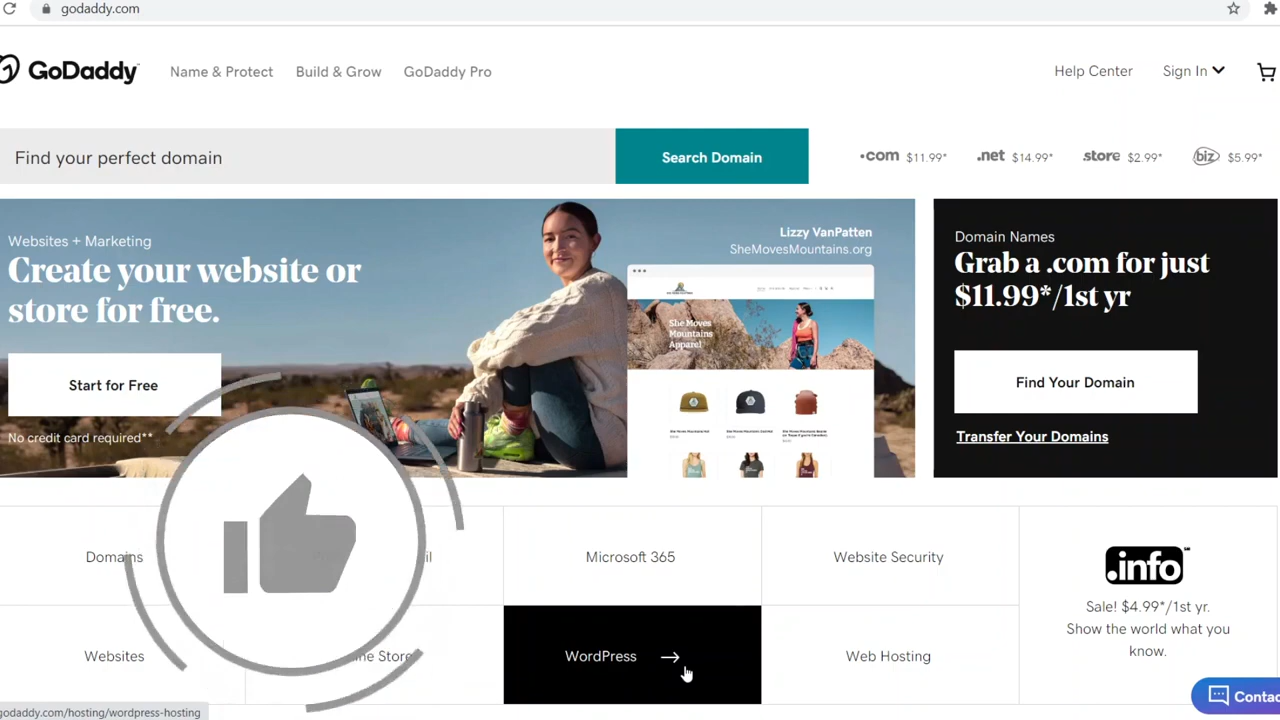 godaddy.com
GoDaddy
Name & Protect
Build & Grow
GoDaddy Pro
Help Center
Sign In
Find your perfect domain
Search Domain
.com $11.99*
.net $14.99*
.store $2.99*
biz $5.99*
Websites + Marketing
Create your website or
store for free.
Start for Free
No credit card required**
Lizzy VanPatten
SheMovesMountains.org
She Moves
Mountains
Apparel
Domain Names
Grab a .com for just
$11.99*/1st yr
Find Your Domain
Transfer Your Domains
Domains
il
Microsoft 365
Website Security
.info
Sale! $4.99*/1st yr.
Show the world what you
know.
Websites
ne Store
WordPress
Web Hosting
Contac
godaddy.com/hosting/wordpress-hosting